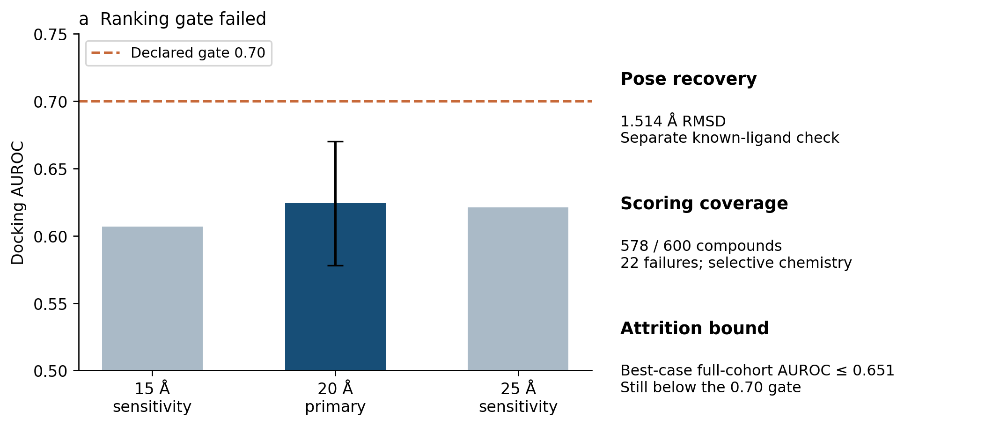 a  Ranking gate failed
0.75
0.70
0.65
0.60
0.55
0.50
Docking AUROC
Declared gate 0.70
15 Å
sensitivity
20 Å
primary
25 Å
sensitivity
Pose recovery
1.514 Å RMSD
Separate known-ligand check
Scoring coverage
578 / 600 compounds
22 failures; selective chemistry
Attrition bound
Best-case full-cohort AUROC ≤ 0.651
Still below the 0.70 gate